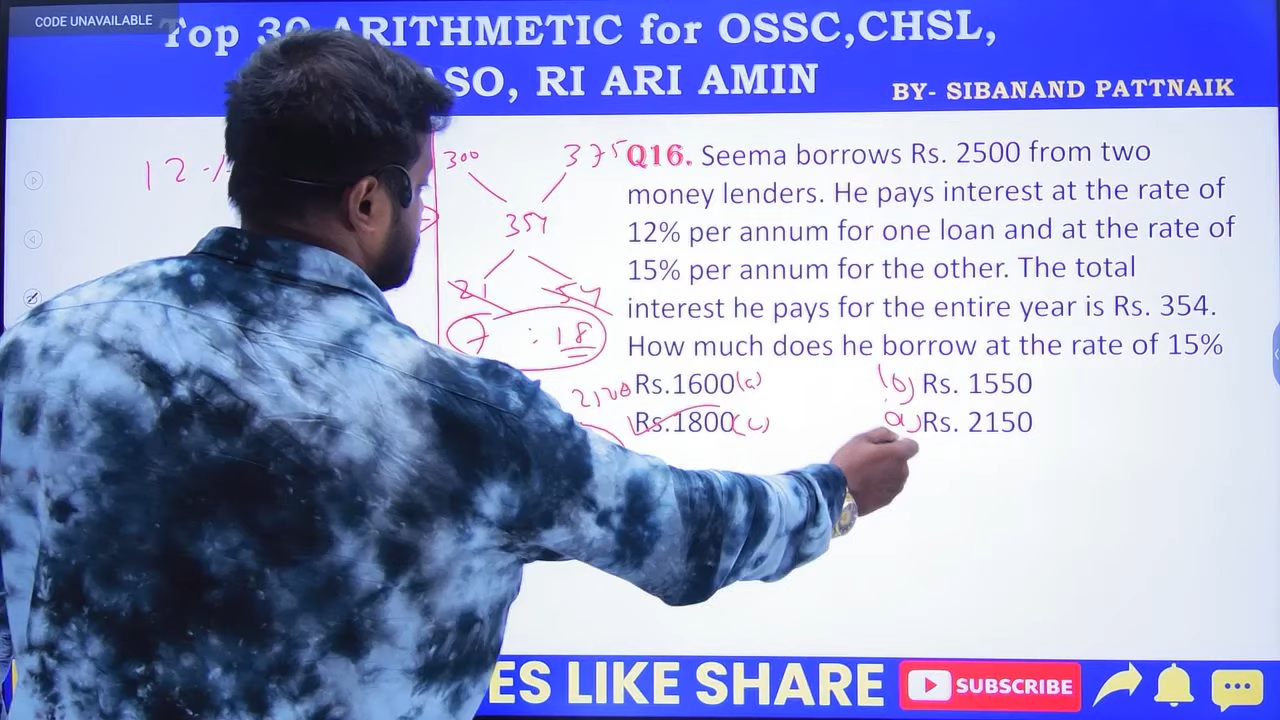 CODE UNAVAILABLE
Top 30 ARITHMETIC for OSSC,CHSL,
ASO, RI ARI AMIN
BY- SIBANAND PATTNAIK
12 %
300 375
354
21 54
7 : 18
Q16. Seema borrows Rs. 2500 from two
money lenders. He pays interest at the rate of
12% per annum for one loan and at the rate of
15% per annum for the other. The total
interest he pays for the entire year is Rs. 354.
How much does he borrow at the rate of 15%
Rs.1600 (a) (b) Rs. 1550
Rs.1800 (c) Rs. 2150
ES LIKE SHARE
SUBSCRIBE